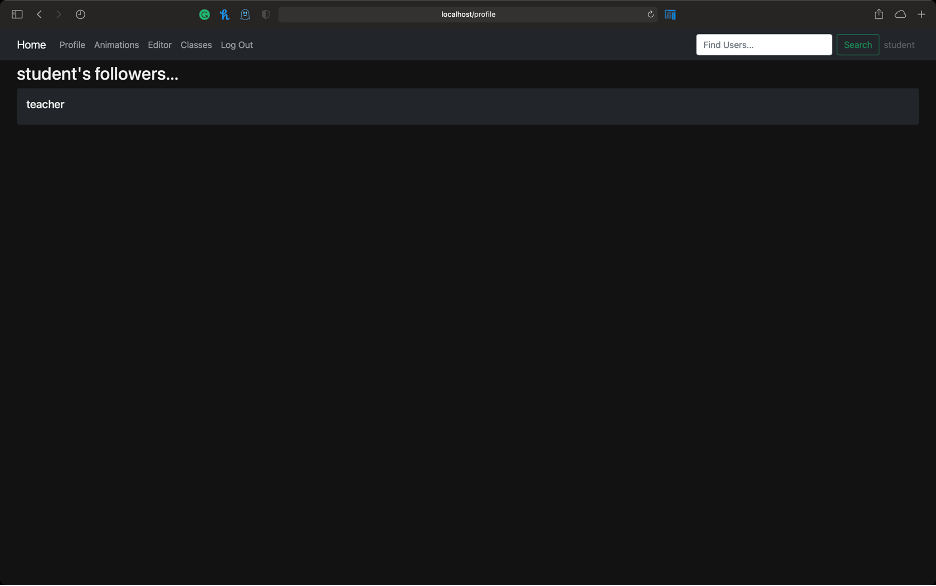 localhost/profile
Home Profile Animations Editor Classes Log Out Find Users... Search student
student's followers...
teacher